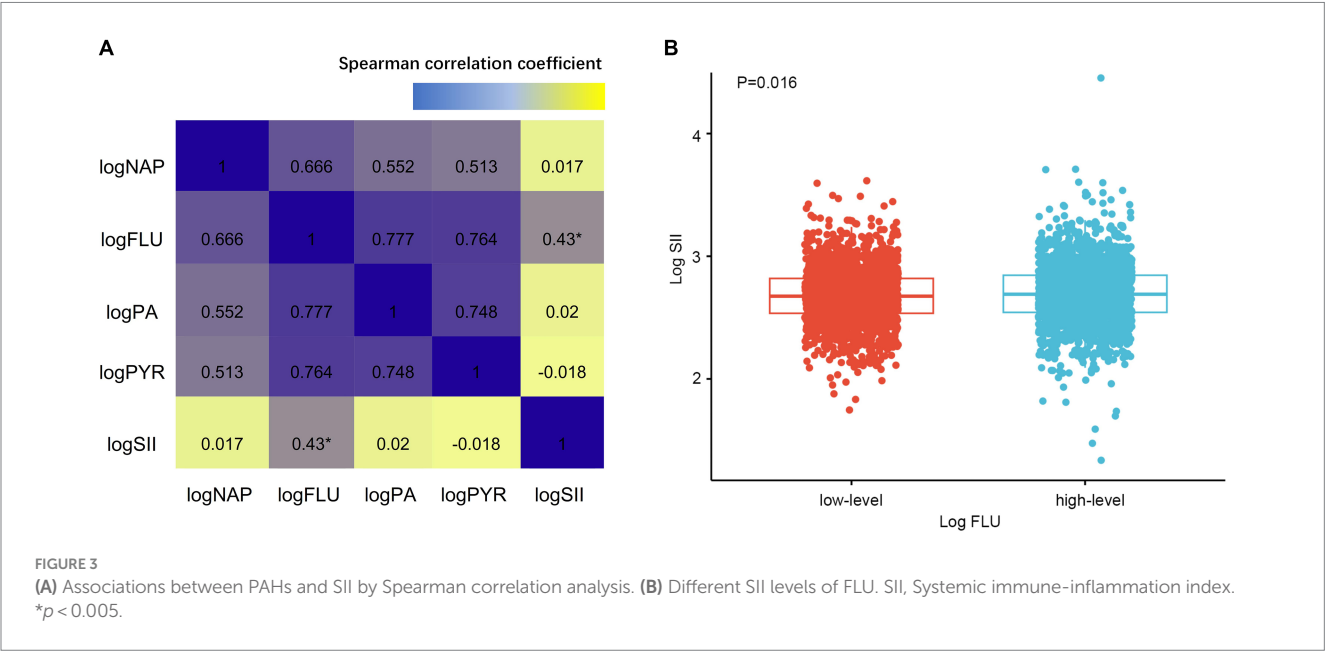 A
Spearman correlation coefficient
logNAP 1 0.666 0.552 0.513 0.017
logFLU 0.666 1 0.777 0.764 0.43*
logPA 0.552 0.777 1 0.748 0.02
logPYR 0.513 0.764 0.748 1 -0.018
logSII 0.017 0.43* 0.02 -0.018 1
logNAP logFLU logPA logPYR logSII
B
P=0.016
4
3
2
Log SII
low-level high-level
Log FLU
FIGURE 3
(A) Associations between PAHs and SII by Spearman correlation analysis. (B) Different SII levels of FLU. SII, Systemic immune-inflammation index.
*p < 0.005.